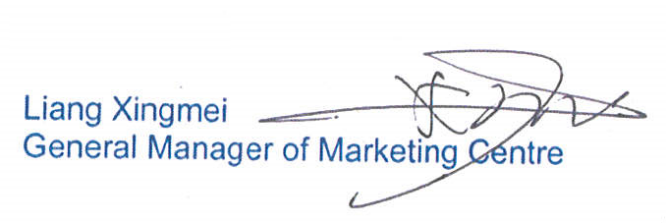 Liang Xingmei
General Manager of Marketing Centre